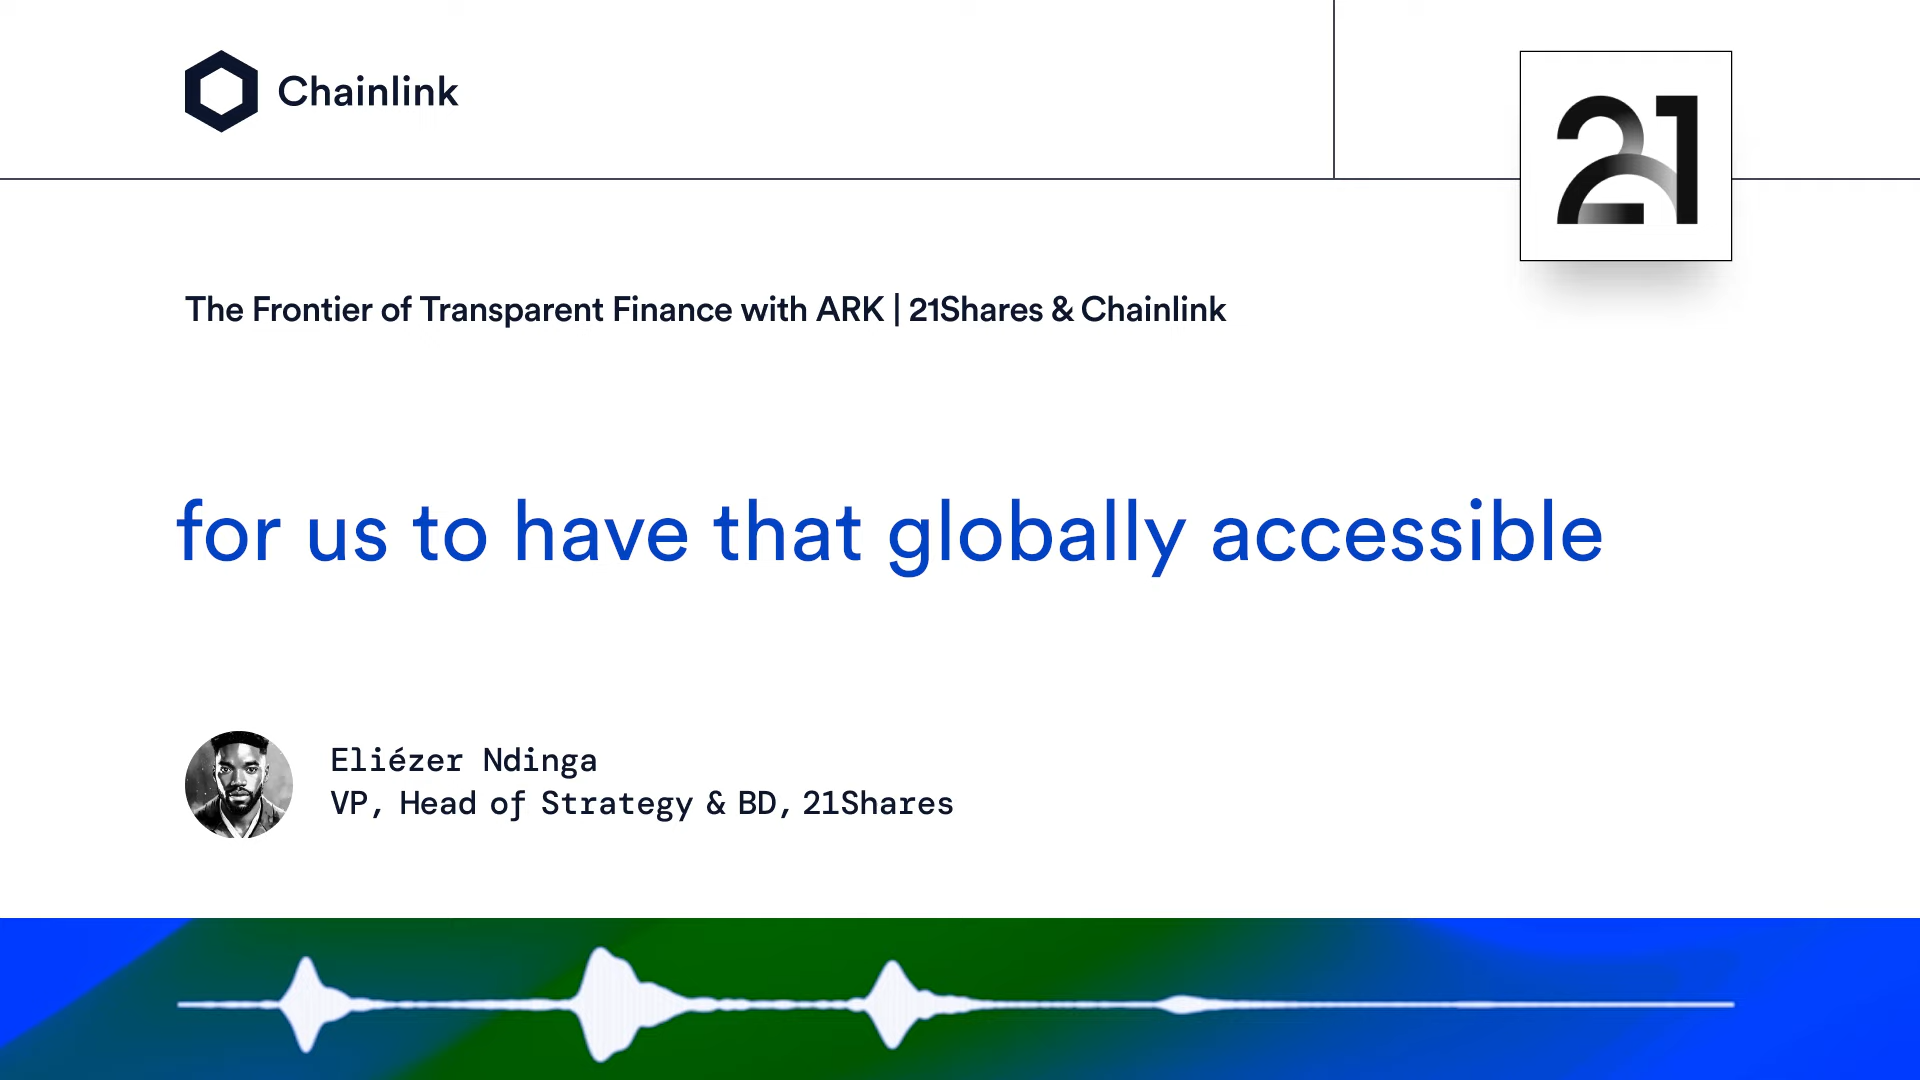 Chainlink
21
The Frontier of Transparent Finance with ARK | 21Shares & Chainlink
for us to have that globally accessible
Eliézer Ndinga
VP, Head of Strategy & BD, 21Shares